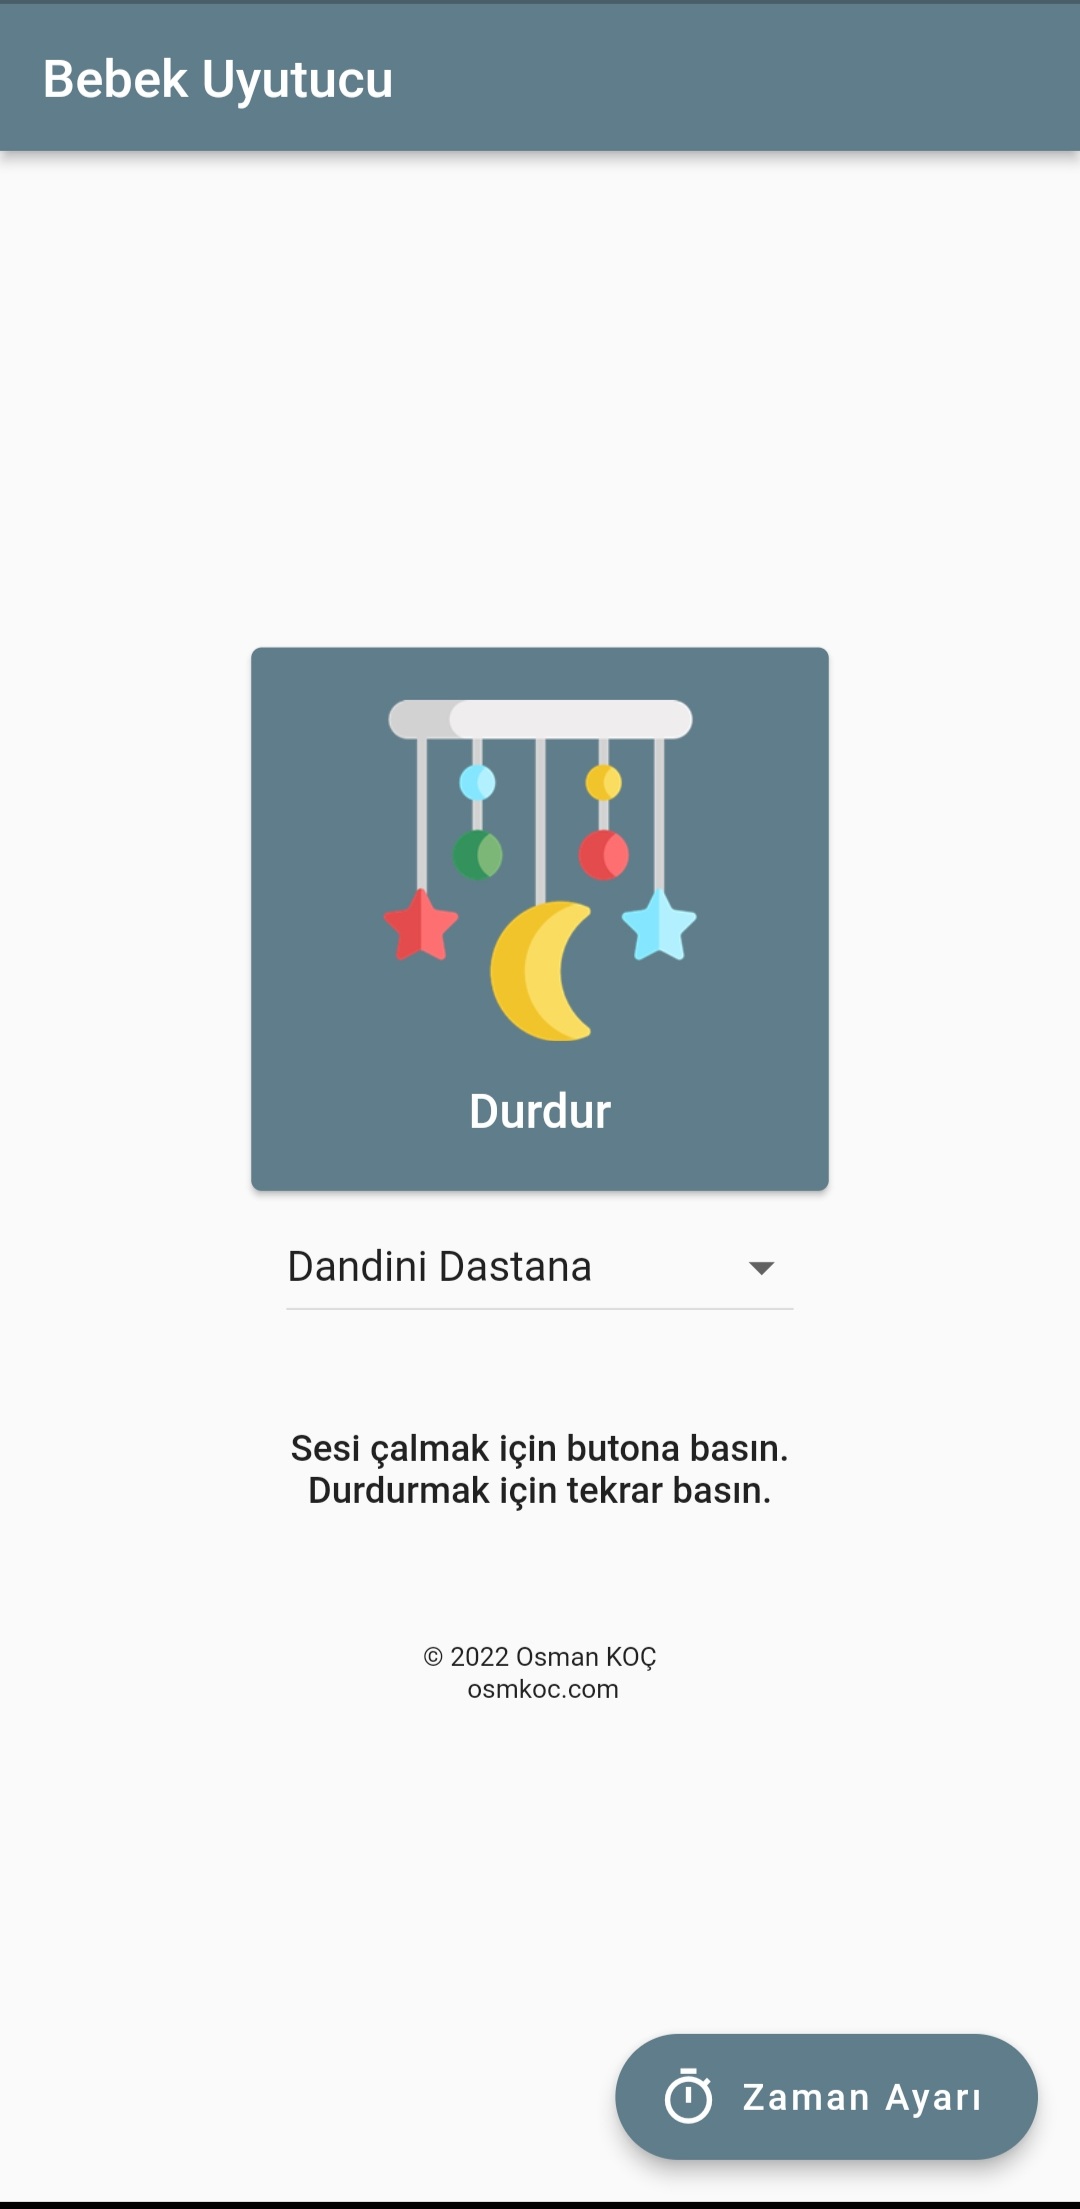 Bebek Uyutucu
Durdur
Dandini Dastana
Sesi çalmak için butona basın.
Durdurmak için tekrar basın.
© 2022 Osman KOÇ
osmkoc.com
Zaman Ayarı